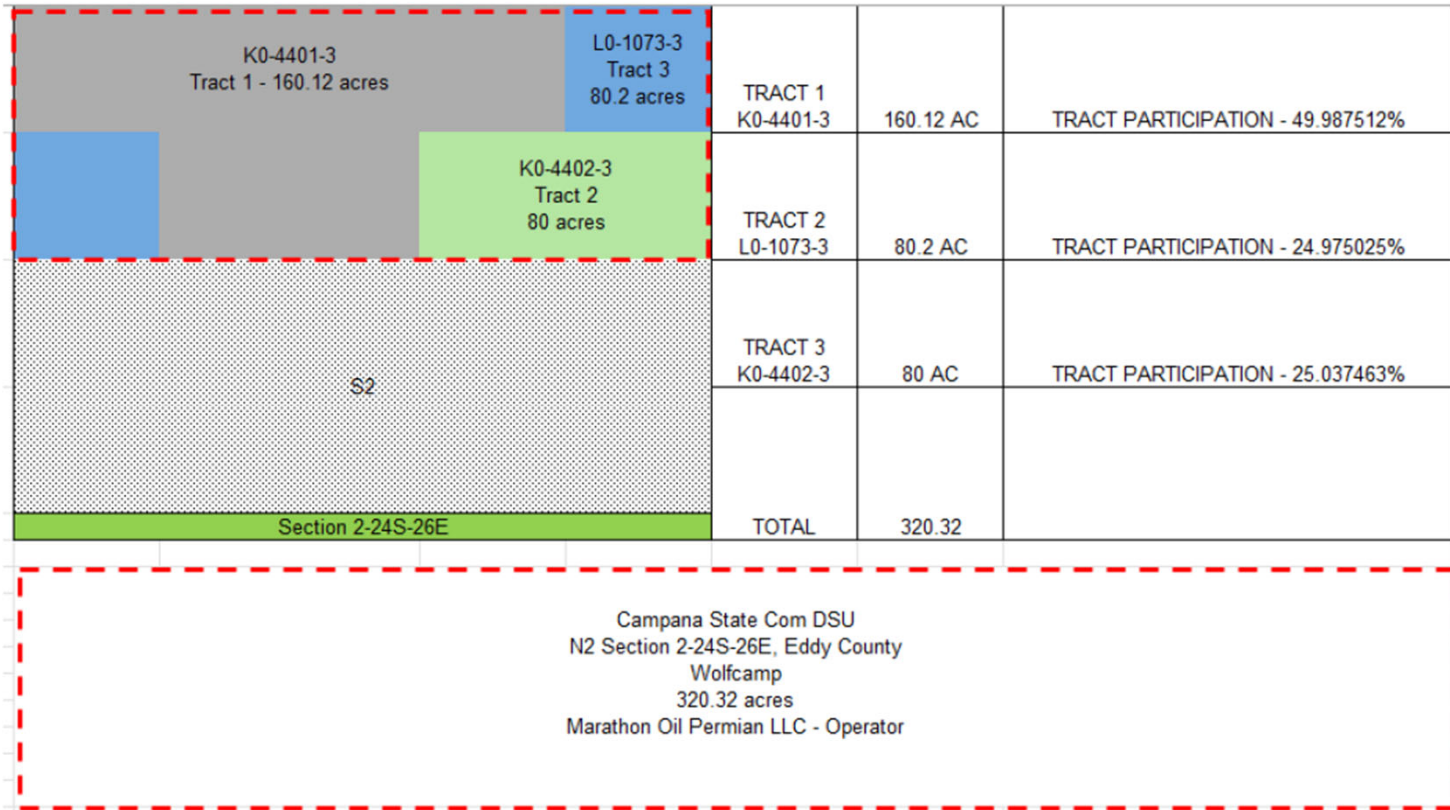 K0-4401-3
Tract 1 - 160.12 acres
L0-1073-3
Tract 3
80.2 acres
K0-4402-3
Tract 2
80 acres
S2
Section 2-24S-26E
TRACT 1
K0-4401-3
160.12 AC
TRACT PARTICIPATION - 49.987512%
TRACT 2
L0-1073-3
80.2 AC
TRACT PARTICIPATION - 24.975025%
TRACT 3
K0-4402-3
80 AC
TRACT PARTICIPATION - 25.037463%
TOTAL
320.32
Campana State Com DSU
N2 Section 2-24S-26E, Eddy County
Wolfcamp
320.32 acres
Marathon Oil Permian LLC - Operator